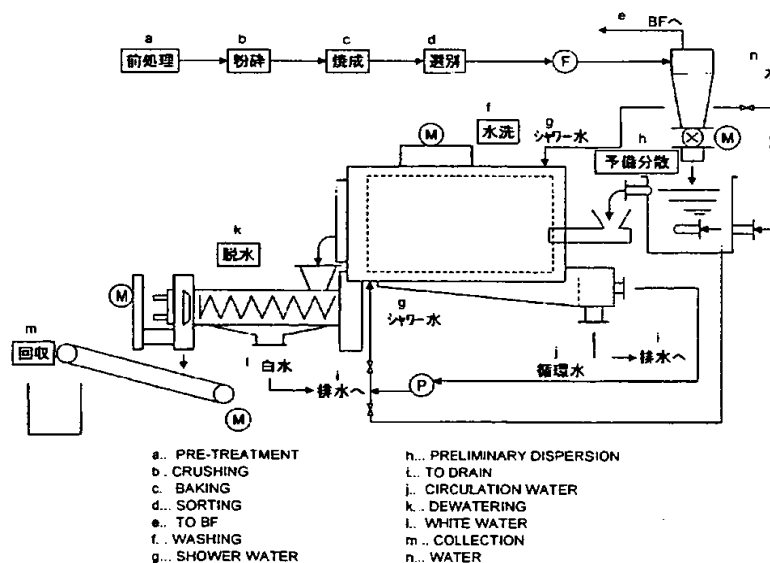 e
BFへ
a
b
c
d
n
前処理
粉砕
焼成
選別
F
水
f
g
M
水洗
シャワー水
h
M
予備分散
k
脱水
M
g
シャワー水
m
回収
l 白水
i
排水へ
P
j
循環水
i
排水へ
M
a.. PRE-TREATMENT
b . CRUSHING
c. BAKING
d... SORTING
e.. TO BF
f. . WASHING
g... SHOWER WATER
h... PRELIMINARY DISPERSION
i... TO DRAIN
j.. CIRCULATION WATER
k.. DEWATERING
l.. WHITE WATER
m .. COLLECTION
n... WATER